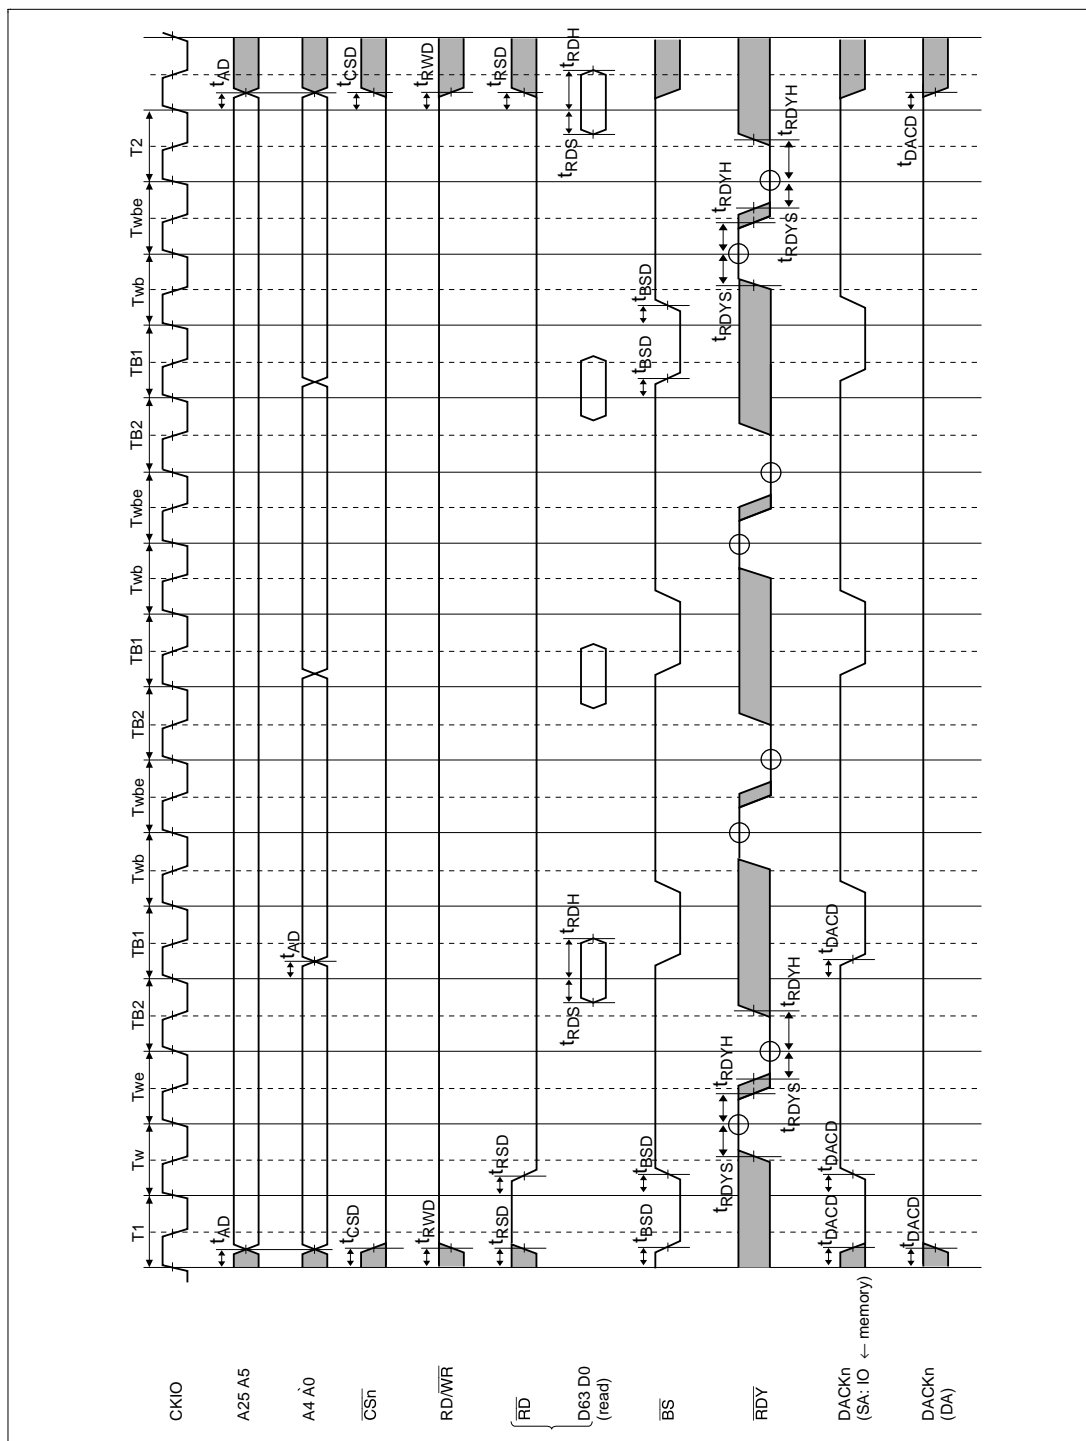 T1 Tw Twe TB2 TB1 Twb Twbe TB2 TB1 Twb Twbe TB2 TB1 Twb Twbe T2
CKIO
tAD tAD
A25 A5
tAD
A4 A0
tCSD tCSD
CSn
tRWD tRWD
RD/WR
tRSD tRSD tRSD
RD
tRDS tRDH tRDS tRDH
D63 D0
(read)
tBSD tBSD tBSD tBSD
BS
tRDYS tRDYH tRDYS tRDYH
RDY
tRDYS tRDYH tRDYS tRDYH
tDACD tDACD tDACD
DACKn
(SA: IO ← memory)
tDACD tDACD
DACKn
(DA)